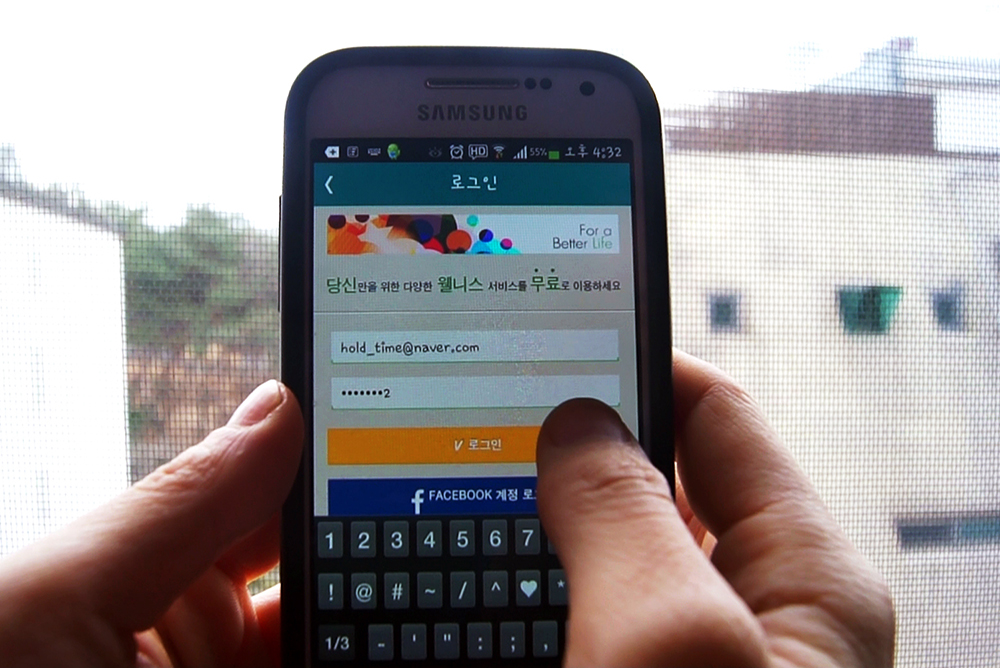 SAMSUNG
HD 55% 오후 4:32
로그인
For a
Better Life
당신만을 위한 다양한 웰니스 서비스를 무료로 이용하세요
hold_time@naver.com
•••••••2
V 로그인
f FACEBOOK 계정 로
1 2 3 4 5 6 7
! @ # ~ / ^ ♥ *
1/3 - ' " : ; ,